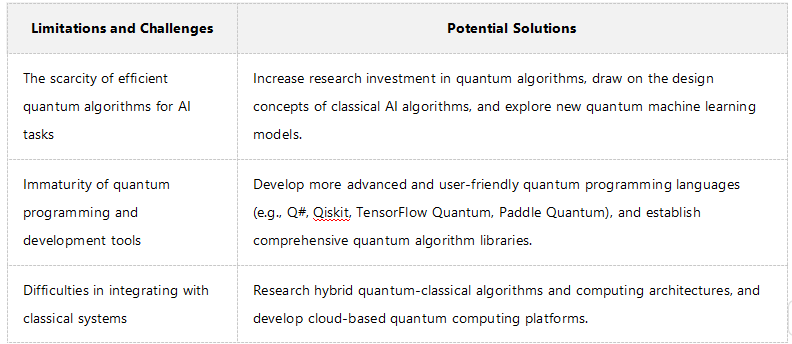 Limitations and Challenges
Potential Solutions
The scarcity of efficient
quantum algorithms for AI
tasks
Increase research investment in quantum algorithms, draw on the design
concepts of classical AI algorithms, and explore new quantum machine learning
models.
Immaturity of quantum
programming and
development tools
Develop more advanced and user-friendly quantum programming languages
(e.g., Q#, Qiskit, TensorFlow Quantum, Paddle Quantum), and establish
comprehensive quantum algorithm libraries.
Difficulties in integrating with
classical systems
Research hybrid quantum-classical algorithms and computing architectures, and
develop cloud-based quantum computing platforms.